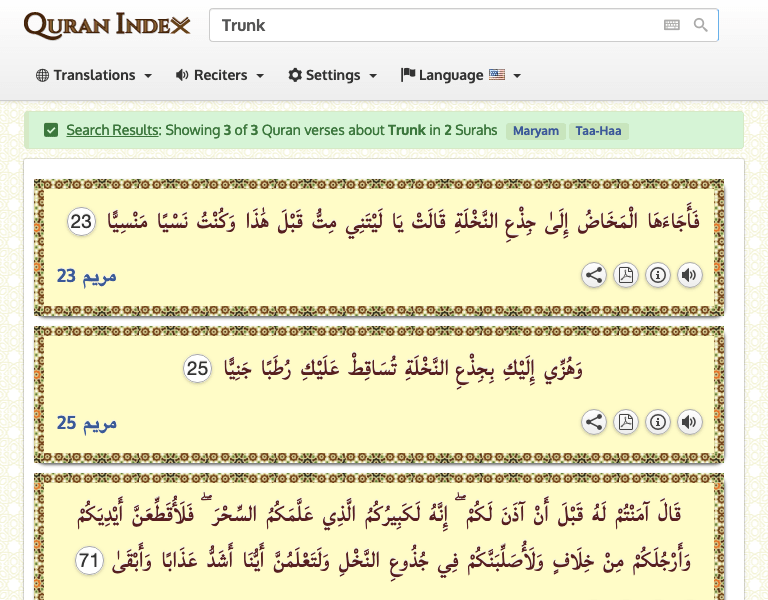 QURAN INDEX
Trunk
Translations Reciters Settings Language
Search Results: Showing 3 of 3 Quran verses about Trunk in 2 Surahs Maryam Taa-Haa
فَأَجَاءَهَا الْمَخَاضُ إِلَىٰ جِذْعِ النَّخْلَةِ قَالَتْ يَا لَيْتَنِي مِتُّ قَبْلَ هَٰذَا وَكُنْتُ نَسْيًا مَنْسِيًّا 23
مريم 23
وَهُزِّي إِلَيْكِ بِجِذْعِ النَّخْلَةِ تُسَاقِطْ عَلَيْكِ رُطَبًا جَنِيًّا 25
مريم 25
قَالَ آمَنْتُمْ لَهُ قَبْلَ أَنْ آذَنَ لَكُمْ ۖ إِنَّهُ لَكَبِيرُكُمُ الَّذِي عَلَّمَكُمُ السِّحْرَ ۖ فَلَأُقَطِّعَنَّ أَيْدِيَكُمْ
وَأَرْجُلَكُمْ مِنْ خِلَافٍ وَلَأُصَلِّبَنَّكُمْ فِي جُذُوعِ النَّخْلِ وَلَتَعْلَمُنَّ أَيُّنَا أَشَدُّ عَذَابًا وَأَبْقَىٰ 71